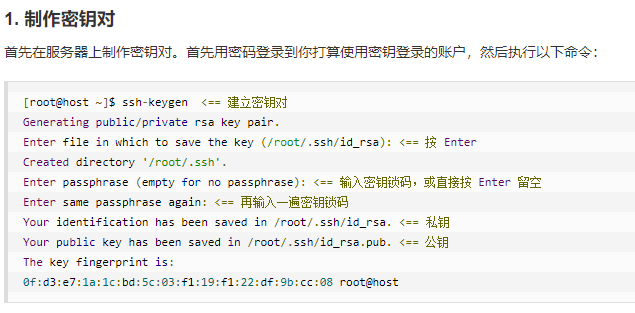 1. 制作密钥对
首先在服务器上制作密钥对。首先用密码登录到你打算使用密钥登录的账户，然后执行以下命令：
[root@host ~]$ ssh-keygen  <== 建立密钥对
Generating public/private rsa key pair.
Enter file in which to save the key (/root/.ssh/id_rsa): <== 按 Enter
Created directory '/root/.ssh'.
Enter passphrase (empty for no passphrase): <== 输入密钥锁码，或直接按 Enter 留空
Enter same passphrase again: <== 再输入一遍密钥锁码
Your identification has been saved in /root/.ssh/id_rsa. <== 私钥
Your public key has been saved in /root/.ssh/id_rsa.pub. <== 公钥
The key fingerprint is:
0f:d3:e7:1a:1c:bd:5c:03:f1:19:f1:22:df:9b:cc:08 root@host